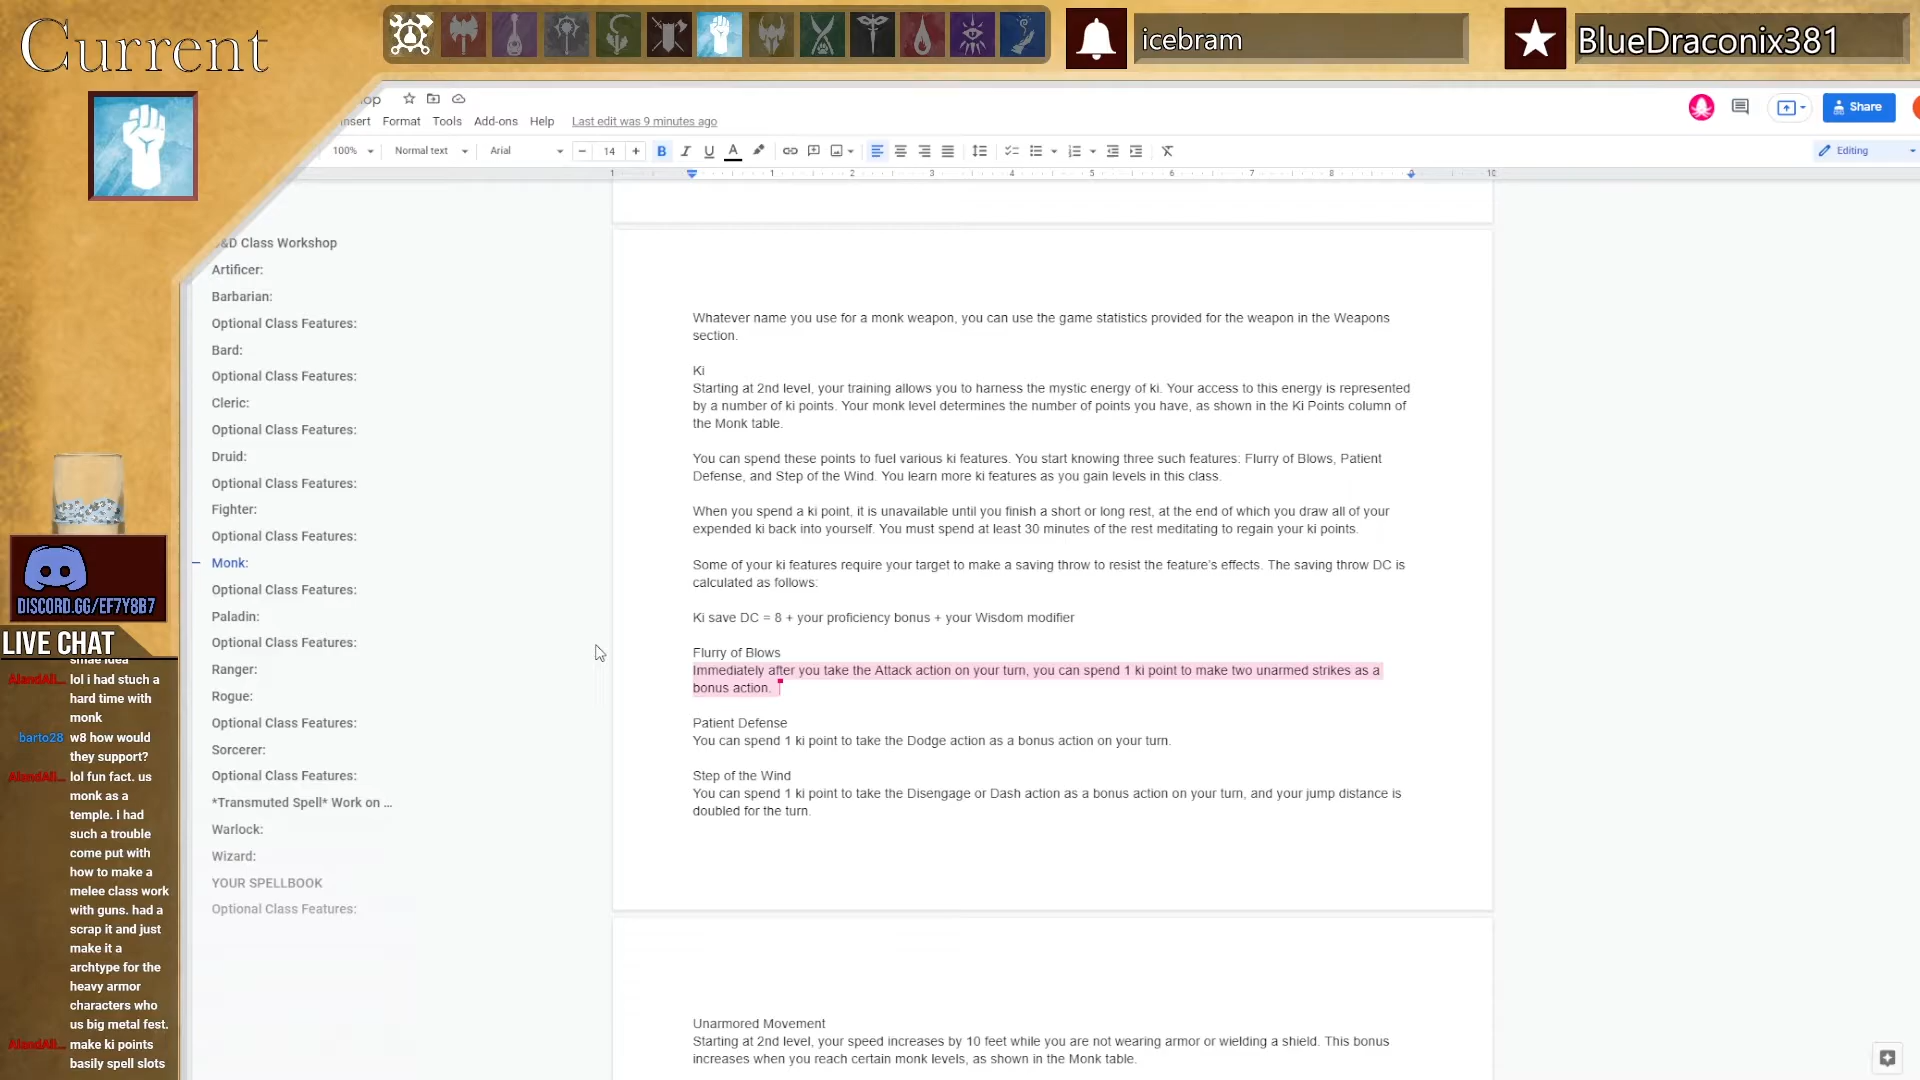 Current
icebram
BlueDraconix381
op
nsert Format Tools Add-ons Help Last edit was 9 minutes ago
Share
100% Normal text Arial 14 B I U A Editing
1 1 2 3 4 5 6 7 8 9 10
&D Class Workshop
Artificer:
Barbarian:
Optional Class Features:
Bard:
Optional Class Features:
Cleric:
Optional Class Features:
Druid:
Optional Class Features:
Fighter:
Optional Class Features:
Monk:
Optional Class Features:
Paladin:
Optional Class Features:
Ranger:
Rogue:
Optional Class Features:
Sorcerer:
Optional Class Features:
*Transmuted Spell* Work on ...
Warlock:
Wizard:
YOUR SPELLBOOK
Optional Class Features:
Whatever name you use for a monk weapon, you can use the game statistics provided for the weapon in the Weapons
section.
Ki
Starting at 2nd level, your training allows you to harness the mystic energy of ki. Your access to this energy is represented
by a number of ki points. Your monk level determines the number of points you have, as shown in the Ki Points column of
the Monk table.
You can spend these points to fuel various ki features. You start knowing three such features: Flurry of Blows, Patient
Defense, and Step of the Wind. You learn more ki features as you gain levels in this class.
When you spend a ki point, it is unavailable until you finish a short or long rest, at the end of which you draw all of your
expended ki back into yourself. You must spend at least 30 minutes of the rest meditating to regain your ki points.
Some of your ki features require your target to make a saving throw to resist the feature's effects. The saving throw DC is
calculated as follows:
Ki save DC = 8 + your proficiency bonus + your Wisdom modifier
Flurry of Blows
Immediately after you take the Attack action on your turn, you can spend 1 ki point to make two unarmed strikes as a
bonus action.
Patient Defense
You can spend 1 ki point to take the Dodge action as a bonus action on your turn.
Step of the Wind
You can spend 1 ki point to take the Disengage or Dash action as a bonus action on your turn, and your jump distance is
doubled for the turn.
Unarmored Movement
Starting at 2nd level, your speed increases by 10 feet while you are not wearing armor or wielding a shield. This bonus
increases when you reach certain monk levels, as shown in the Monk table.
DISCORD.GG/EF7Y8B7
LIVE CHAT
smae idea
lol i had stuch a
hard time with
monk
barto28 w8 how would
they support?
lol fun fact. us
monk as a
temple. i had
such a trouble
come put with
how to make a
melee class work
with guns. had a
scrap it and just
make it a
archtype for the
heavy armor
characters who
us big metal fest.
make ki points
basily spell slots